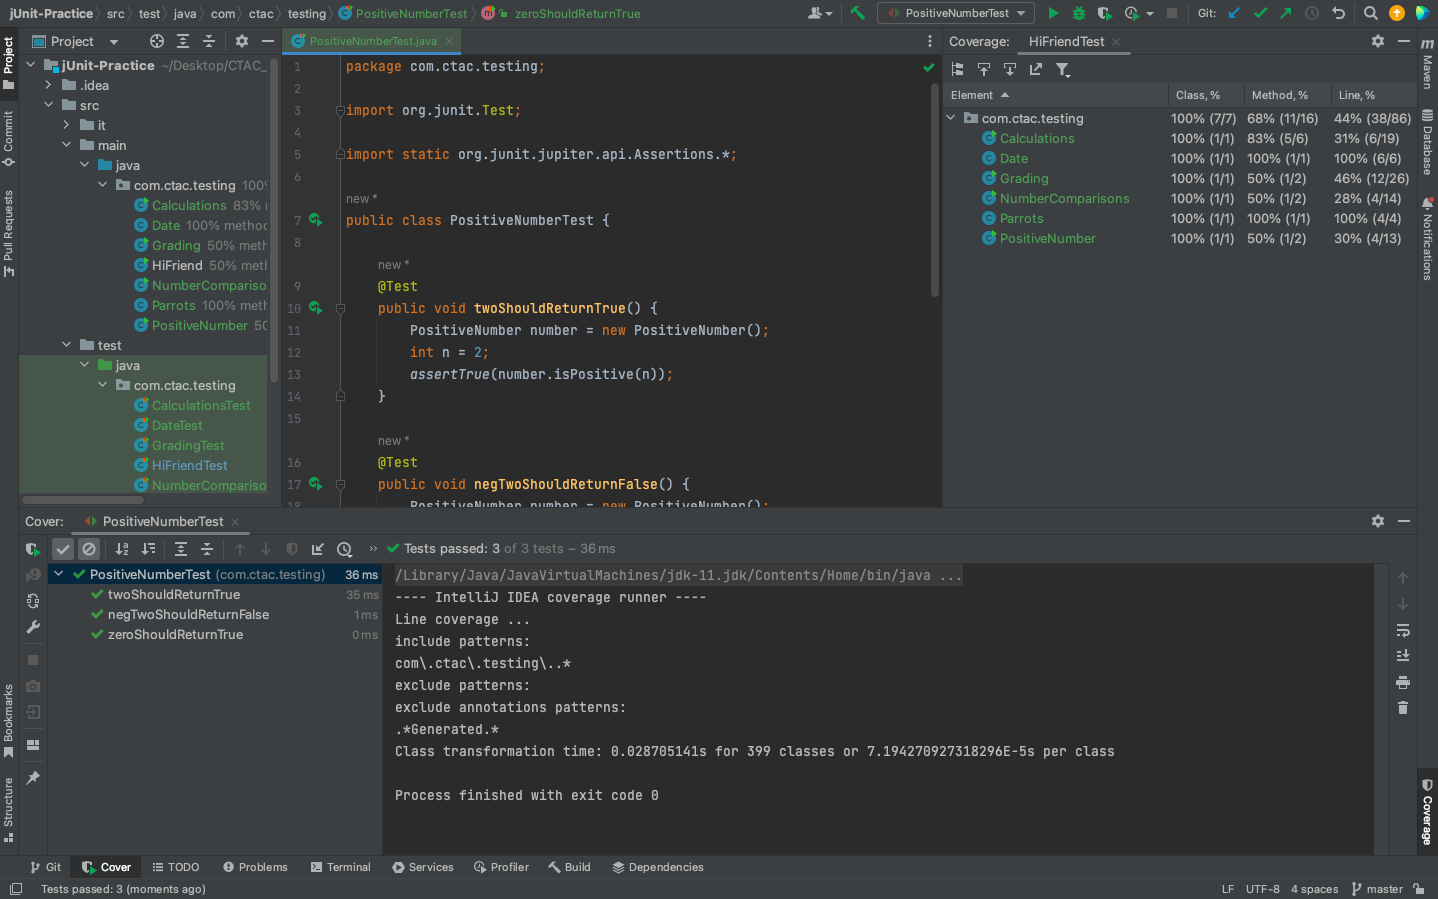 jUnit-Practice src test java com ctac testing PositiveNumberTest zeroShouldReturnTrue
PositiveNumberTest
Git:
Project
PositiveNumberTest.java
Coverage: HiFriendTest
Project
Commit
Pull Requests
Bookmarks
Structure
jUnit-Practice ~/Desktop/CTAC_
.idea
src
it
main
java
com.ctac.testing 100%
Calculations 83% 
Date 100% method
Grading 50% meth
HiFriend 50% meth
NumberCompariso
Parrots 100% meth
PositiveNumber 50
test
java
com.ctac.testing
CalculationsTest
DateTest
GradingTest
HiFriendTest
NumberCompariso
1 package com.ctac.testing;
2
3 import org.junit.Test;
4
5 import static org.junit.jupiter.api.Assertions.*;
6
new *
7 public class PositiveNumberTest {
8
new *
9 @Test
10 public void twoShouldReturnTrue() {
11 PositiveNumber number = new PositiveNumber();
12 int n = 2;
13 assertTrue(number.isPositive(n));
14 }
15
new *
16 @Test
17 public void negTwoShouldReturnFalse() {
18 PositiveNumber number = new PositiveNumber();
Element Class, % Method, % Line, %
com.ctac.testing 100% (7/7) 68% (11/16) 44% (38/86)
Calculations 100% (1/1) 83% (5/6) 31% (6/19)
Date 100% (1/1) 100% (1/1) 100% (6/6)
Grading 100% (1/1) 50% (1/2) 46% (12/26)
NumberComparisons 100% (1/1) 50% (1/2) 28% (4/14)
Parrots 100% (1/1) 100% (1/1) 100% (4/4)
PositiveNumber 100% (1/1) 50% (1/2) 30% (4/13)
Maven
Database
Notifications
Coverage
Cover: PositiveNumberTest
Tests passed: 3 of 3 tests – 36 ms
PositiveNumberTest (com.ctac.testing) 36 ms
twoShouldReturnTrue 35 ms
negTwoShouldReturnFalse 1 ms
zeroShouldReturnTrue 0 ms
/Library/Java/JavaVirtualMachines/jdk-11.jdk/Contents/Home/bin/java ...
---- IntelliJ IDEA coverage runner ----
Line coverage ...
include patterns:
com\.ctac\.testing\..*
exclude patterns:
exclude annotations patterns:
.*Generated.*
Class transformation time: 0.028705141s for 399 classes or 7.194270927318296E-5s per class
Process finished with exit code 0
Git Cover TODO Problems Terminal Services Profiler Build Dependencies
Tests passed: 3 (moments ago)
LF UTF-8 4 spaces master